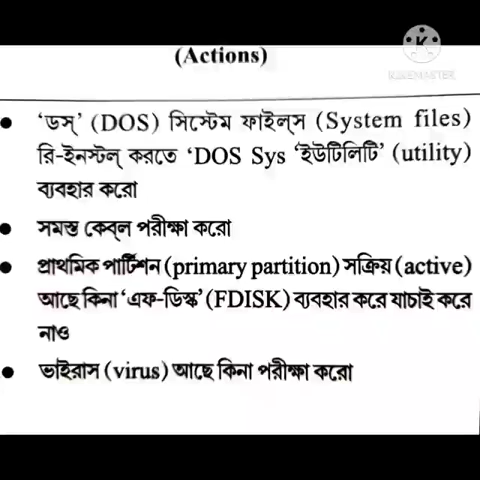 K
KINEMASTER
(Actions)
• 'ডস্' (DOS) সিস্টেম ফাইল্‌স (System files)
রি-ইনস্টল্ করতে 'DOS Sys 'ইউটিলিটি' (utility)
ব্যবহার করো
• সমস্ত কেব্‌ল পরীক্ষা করো
• প্রাথমিক পার্টিশন (primary partition) সক্রিয় (active)
আছে কিনা 'এফ-ডিস্ক' (FDISK) ব্যবহার করে যাচাই করে
নাও
• ভাইরাস (virus) আছে কিনা পরীক্ষা করো